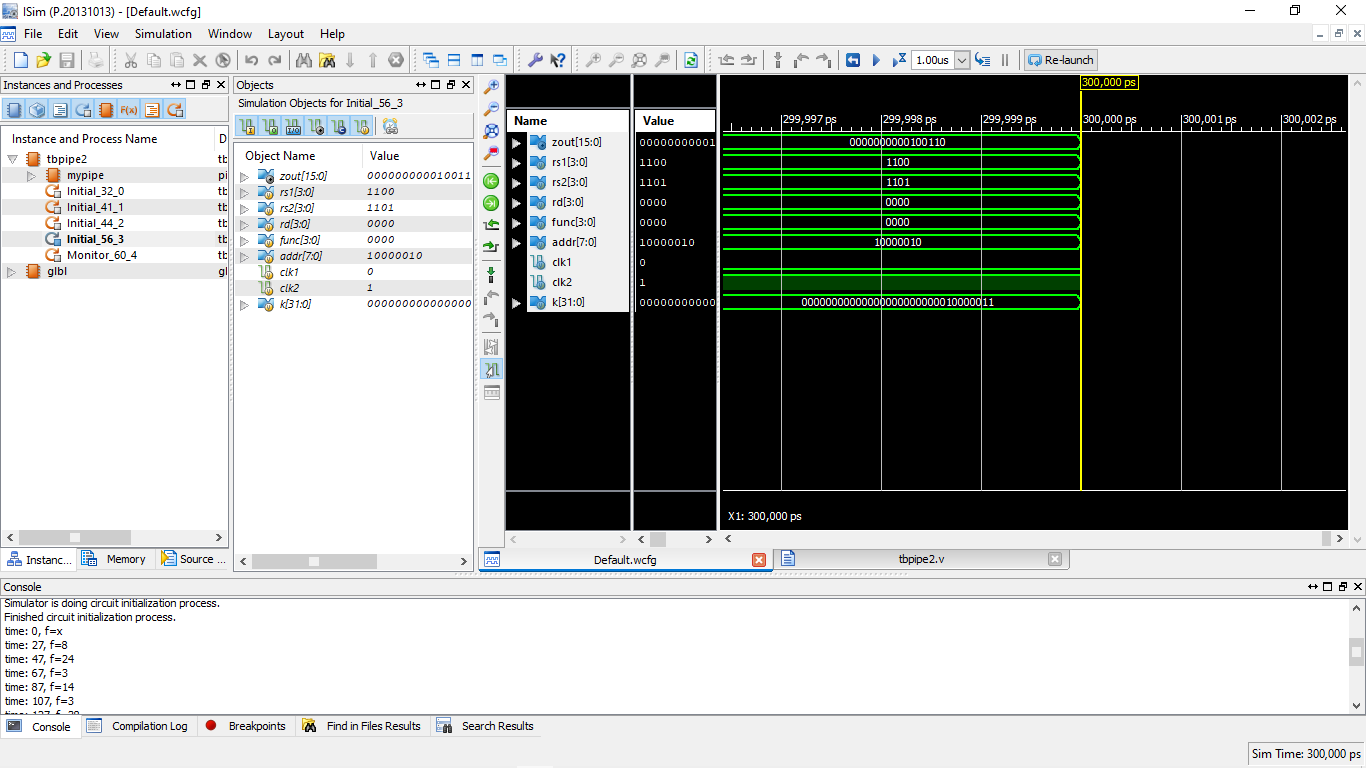 ISim (P.20131013) - [Default.wcfg]
File Edit View Simulation Window Layout Help
1.00us Re-launch
Instances and Processes
Instance and Process Name D
tbpipe2 tb
mypipe pi
Initial_32_0 tb
Initial_41_1 tb
Initial_44_2 tb
Initial_56_3 tb
Monitor_60_4 tb
glbl gl
Instanc... Memory Source ...
Objects
Simulation Objects for Initial_56_3
Object Name Value
zout[15:0] 000000000010011
rs1[3:0] 1100
rs2[3:0] 1101
rd[3:0] 0000
func[3:0] 0000
addr[7:0] 10000010
clk1 0
clk2 1
k[31:0] 000000000000000
Name Value
zout[15:0] 00000000001
rs1[3:0] 1100
rs2[3:0] 1101
rd[3:0] 0000
func[3:0] 0000
addr[7:0] 10000010
clk1 0
clk2 1
k[31:0] 00000000000
300,000 ps
299,997 ps 299,998 ps 299,999 ps 300,000 ps 300,001 ps 300,002 ps
0000000000100110
1100
1101
0000
0000
10000010
00000000000000000000000010000011
X1: 300,000 ps
Default.wcfg tbpipe2.v
Console
Simulator is doing circuit initialization process.
Finished circuit initialization process.
time: 0, f=x
time: 27, f=8
time: 47, f=24
time: 67, f=3
time: 87, f=14
time: 107, f=3
Console Compilation Log Breakpoints Find in Files Results Search Results
Sim Time: 300,000 ps